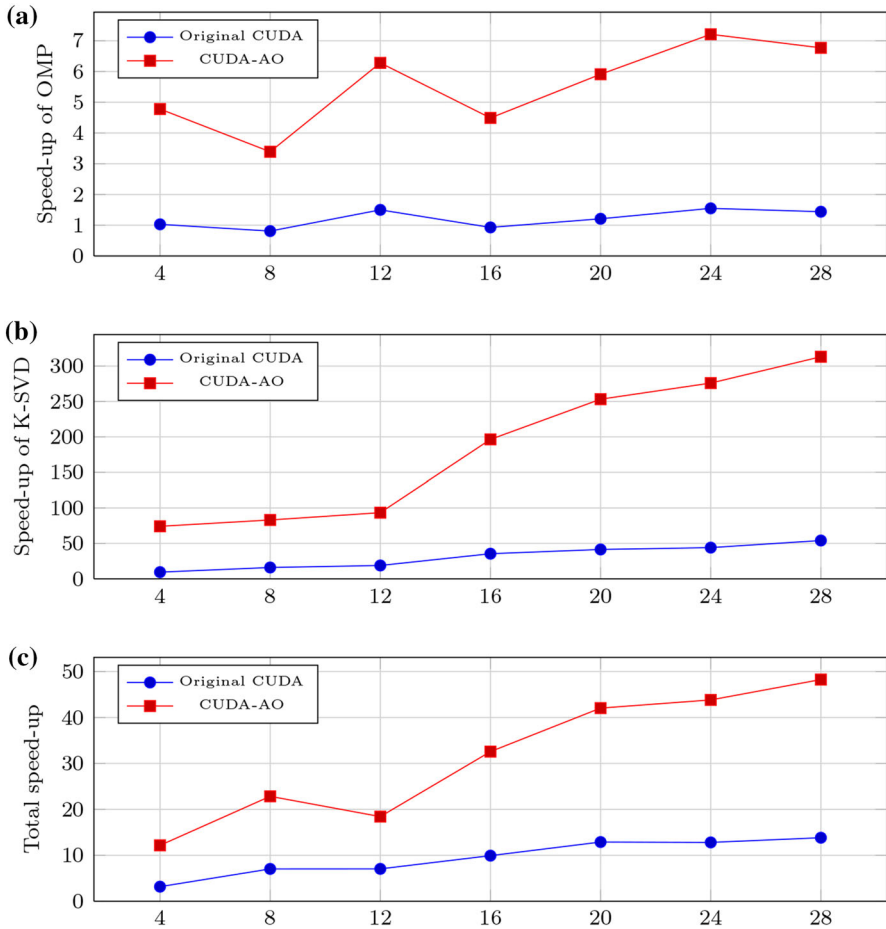 (a)
Speed-up of OMP
7
6
5
4
3
2
1
0
Original CUDA
CUDA-AO
4 8 12 16 20 24 28
(b)
Speed-up of K-SVD
300
250
200
150
100
50
0
Original CUDA
CUDA-AO
4 8 12 16 20 24 28
(c)
Total speed-up
50
40
30
20
10
0
Original CUDA
CUDA-AO
4 8 12 16 20 24 28